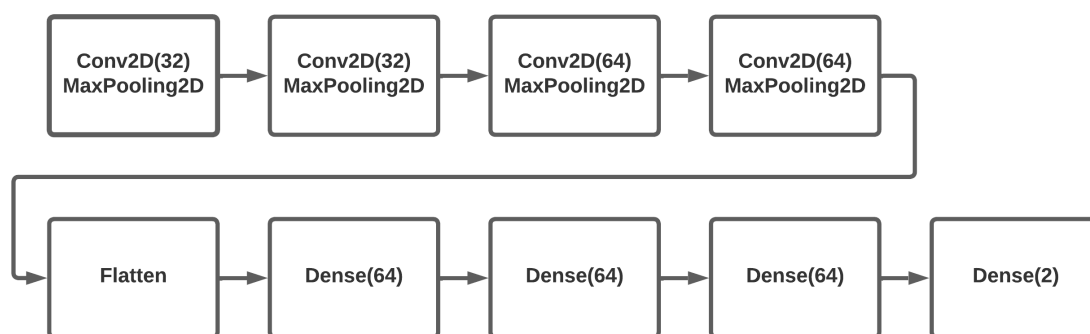 Conv2D(32)
MaxPooling2D
Conv2D(32)
MaxPooling2D
Conv2D(64)
MaxPooling2D
Conv2D(64)
MaxPooling2D
Flatten
Dense(64)
Dense(64)
Dense(64)
Dense(2)